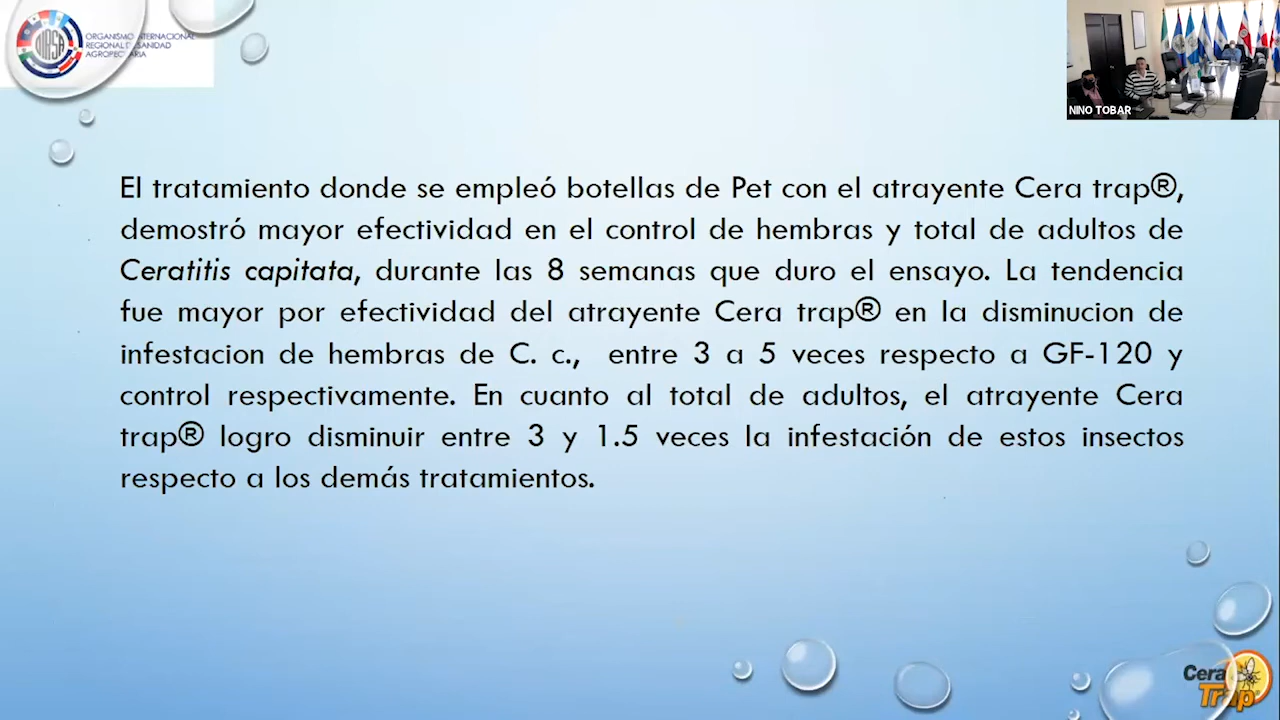 OIRSA
ORGANISMO INTERNACIONAL
REGIONAL DE SANIDAD
AGROPECUARIA
NINO TOBAR
El tratamiento donde se empleó botellas de Pet con el atrayente Cera trap®,
demostró mayor efectividad en el control de hembras y total de adultos de
Ceratitis capitata, durante las 8 semanas que duro el ensayo. La tendencia
fue mayor por efectividad del atrayente Cera trap® en la disminucion de
infestacion de hembras de C. c., entre 3 a 5 veces respecto a GF-120 y
control respectivamente. En cuanto al total de adultos, el atrayente Cera
trap® logro disminuir entre 3 y 1.5 veces la infestación de estos insectos
respecto a los demás tratamientos.
Cera
Trap